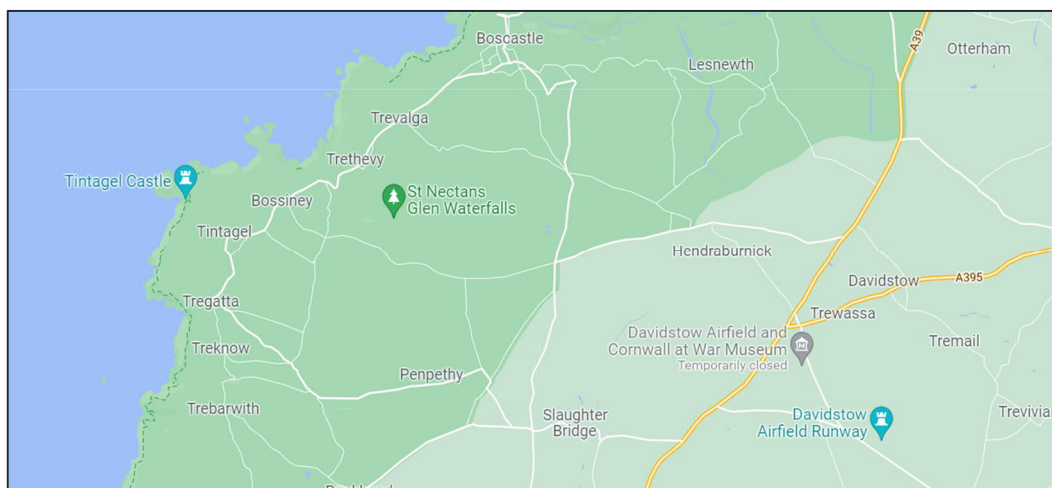 Boscastle
A39
Otterham
Lesnewth
Trevalga
Trethevy
Tintagel Castle
St Nectans
Glen Waterfalls
Bossiney
Tintagel
Hendraburnick
Davidstow
A395
Tregatta
Trewassa
Davidstow Airfield and
Cornwall at War Museum
Temporarily closed
Tremail
Treknow
Penpethy
Trebarwith
Slaughter
Bridge
Davidstow
Airfield Runway